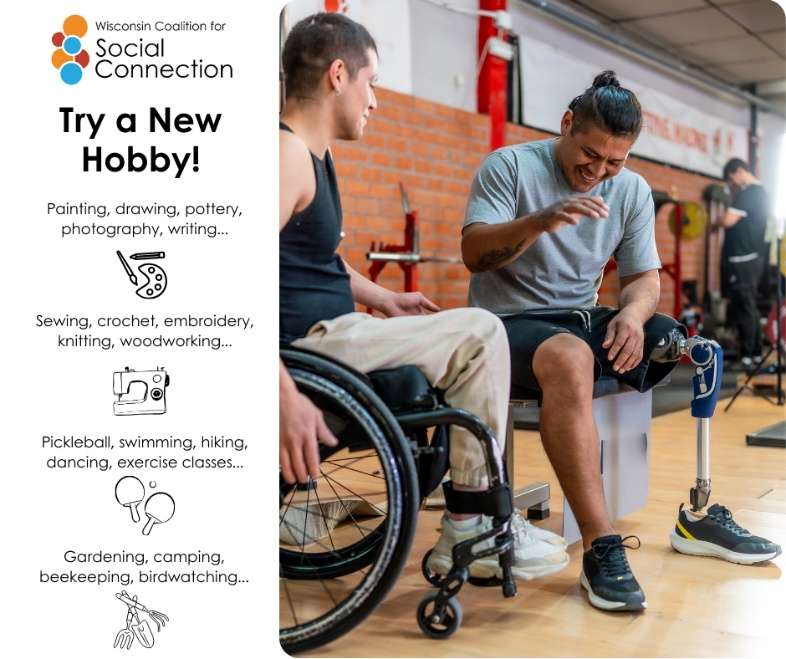 Wisconsin Coalition for
Social
Connection
Try a New
Hobby!
Painting, drawing, pottery,
photography, writing...
Sewing, crochet, embroidery,
knitting, woodworking...
Pickleball, swimming, hiking,
dancing, exercise classes...
Gardening, camping,
beekeeping, birdwatching...